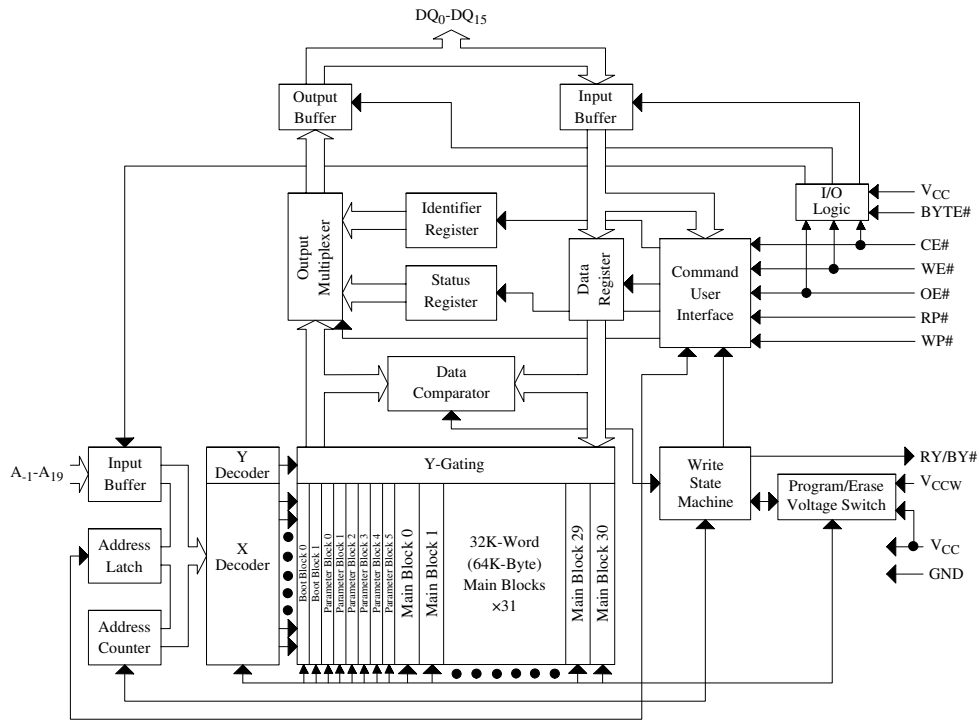 DQ0-DQ15
Output
Buffer
Input
Buffer
I/O
Logic
VCC
BYTE#
Output
Multiplexer
Identifier
Register
Status
Register
Data
Register
Command
User
Interface
CE#
WE#
OE#
RP#
WP#
Data
Comparator
A-1-A19
Input
Buffer
Y
Decoder
Y-Gating
Write
State
Machine
RY/BY#
Program/Erase
Voltage Switch
VCCW
VCC
GND
Address
Latch
X
Decoder
Address
Counter
Boot Block 0
Boot Block 1
Parameter Block 0
Parameter Block 1
Parameter Block 2
Parameter Block 3
Parameter Block 4
Parameter Block 5
Main Block 0
Main Block 1
32K-Word
(64K-Byte)
Main Blocks
×31
Main Block 29
Main Block 30